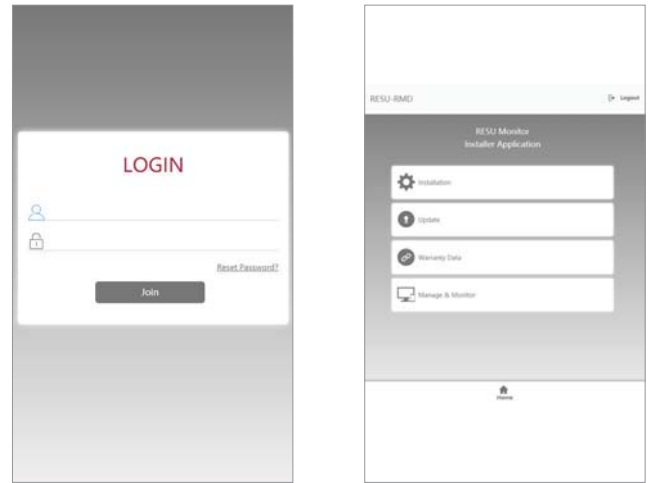 LOGIN
Reset Password?
Join
RESU-RMD
Logout
RESU Monitor
Installer Application
Installation
Update
Warranty Data
Manage & Monitor
Home